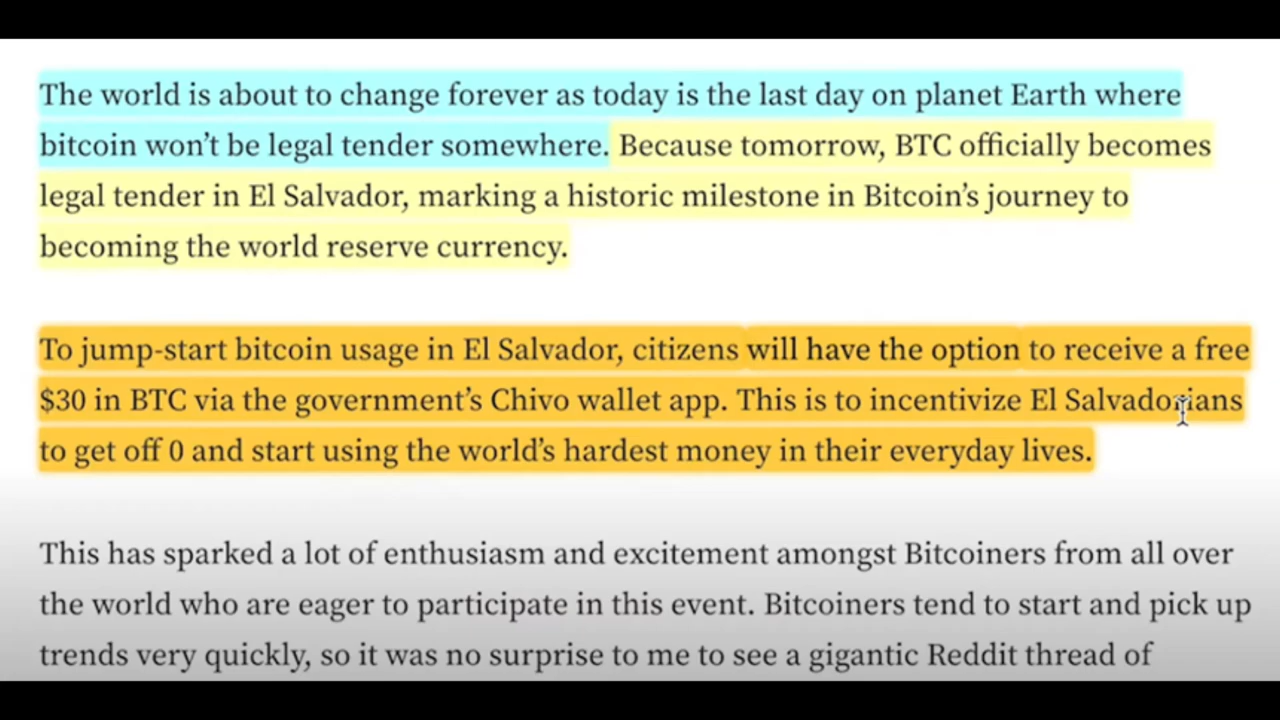 The world is about to change forever as today is the last day on planet Earth where
bitcoin won’t be legal tender somewhere. Because tomorrow, BTC officially becomes
legal tender in El Salvador, marking a historic milestone in Bitcoin’s journey to
becoming the world reserve currency.
To jump-start bitcoin usage in El Salvador, citizens will have the option to receive a free
$30 in BTC via the government’s Chivo wallet app. This is to incentivize El Salvadorians
to get off 0 and start using the world’s hardest money in their everyday lives.
This has sparked a lot of enthusiasm and excitement amongst Bitcoiners from all over
the world who are eager to participate in this event. Bitcoiners tend to start and pick up
trends very quickly, so it was no surprise to me to see a gigantic Reddit thread of